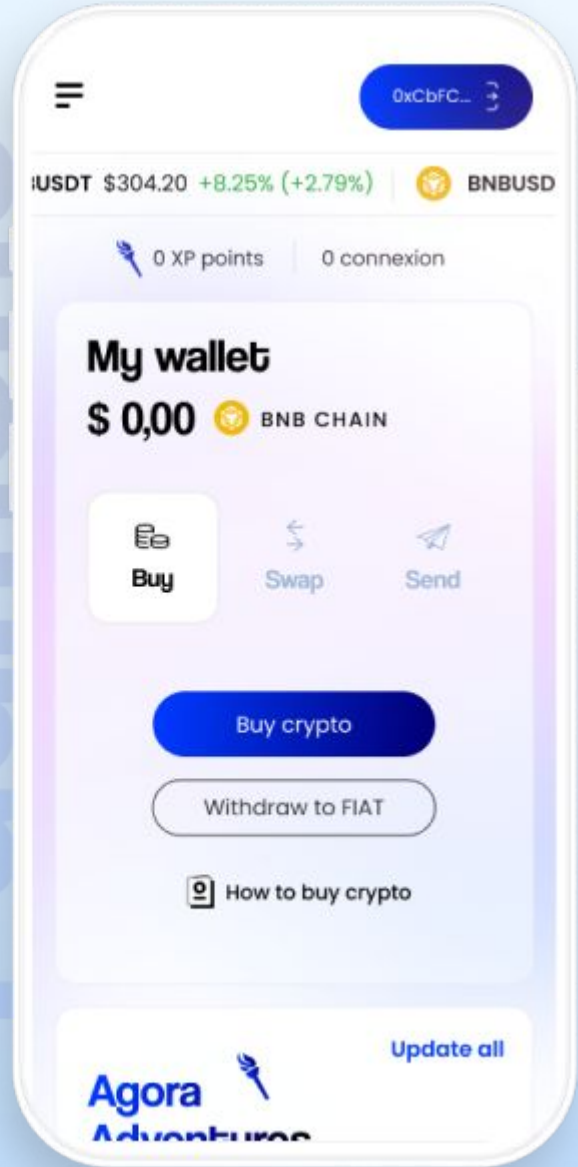 0xCbFC...
USDT $304.20 +8.25% (+2.79%) BNBUSD
0 XP points 0 connexion
My wallet
$ 0,00 BNB CHAIN
Buy Swap Send
Buy crypto
Withdraw to FIAT
How to buy crypto
Update all
Agora
Adventures